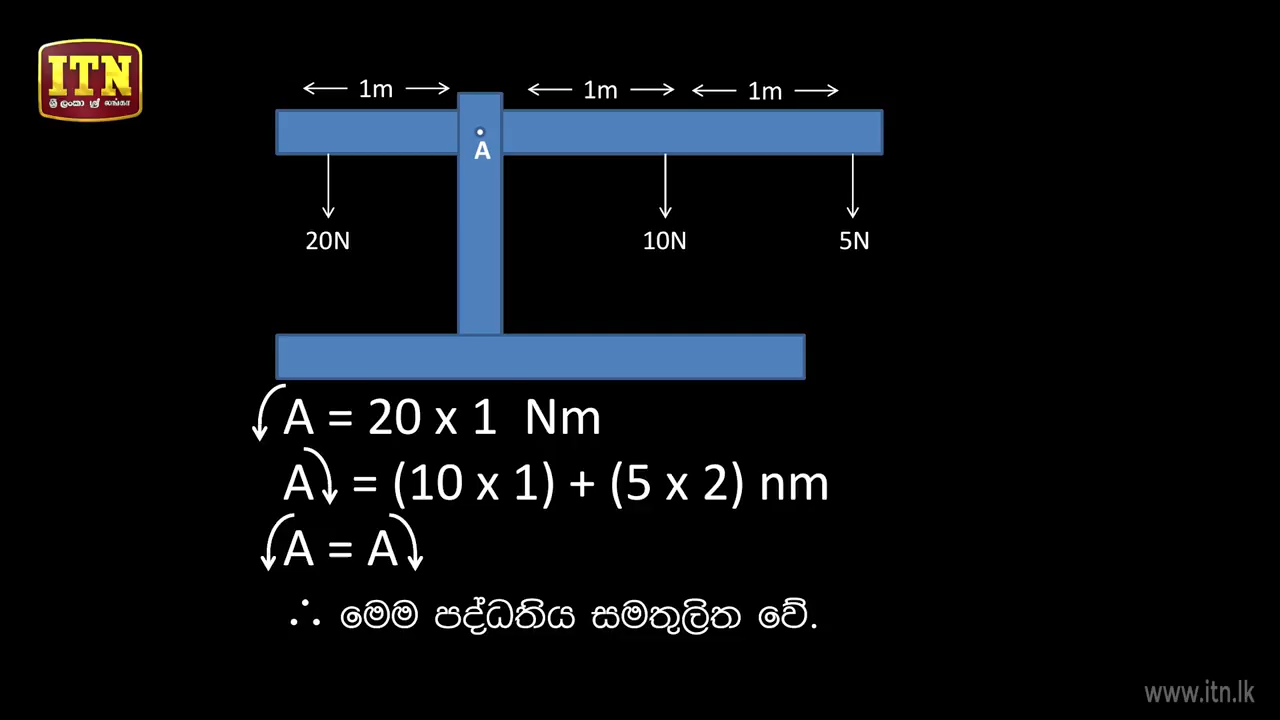 ITN
ශ්‍රී ලංකා ஸ்ரீ லங்கா
1m 1m 1m
A
20N 10N 5N
A = 20 x 1 Nm
A = (10 x 1) + (5 x 2) nm
A = A
∴ මෙම පද්ධතිය සමතුලිත වේ.
www.itn.lk